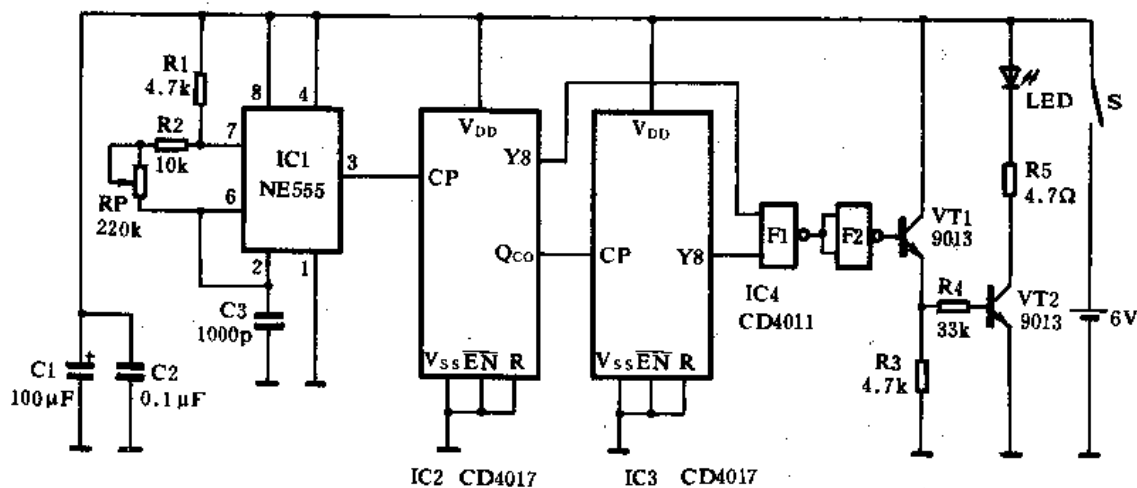 R1
4.7k
8
4
R2
10k
7
IC1
NE555
3
RP
220k
6
2
1
C3
1000p
C1
100μF
+
C2
0.1μF
VDD
Y8
CP
QCO
VSS EN R
IC2 CD4017
VDD
CP
Y8
VSS EN R
IC3 CD4017
F1
F2
IC4
CD4011
VT1
9013
R4
33k
R3
4.7k
VT2
9013
LED
R5
4.7Ω
S
6V